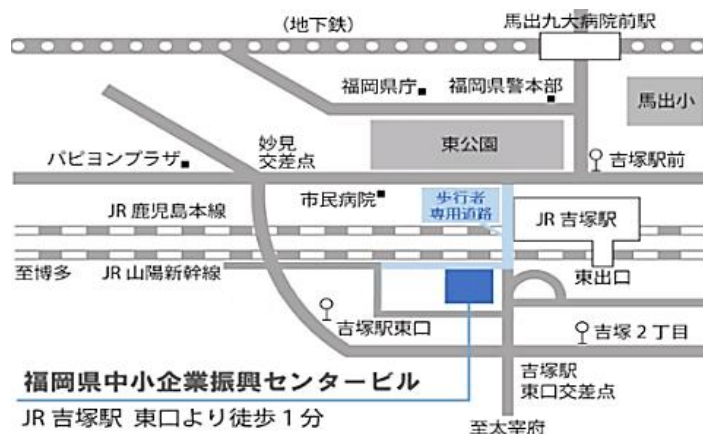 (地下鉄)
馬出九大病院前駅
福岡県庁
福岡県警本部
馬出小
妙見
交差点
東公園
パピヨンプラザ
吉塚駅前
市民病院
歩行者
専用道路
JR 鹿児島本線
JR 吉塚駅
至博多
JR 山陽新幹線
東出口
吉塚駅東口
吉塚 2 丁目
福岡県中小企業振興センタービル
吉塚駅
東口交差点
JR 吉塚駅 東口より徒歩 1 分
至太宰府